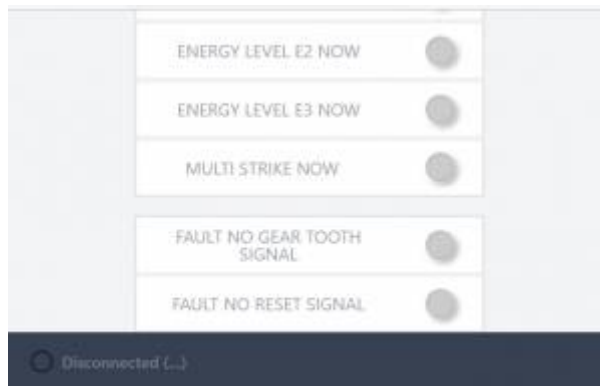 ENERGY LEVEL E2 NOW
ENERGY LEVEL E3 NOW
MULTI STRIKE NOW
FAULT NO GEAR TOOTH
SIGNAL
FAULT NO RESET SIGNAL
Disconnected (...)